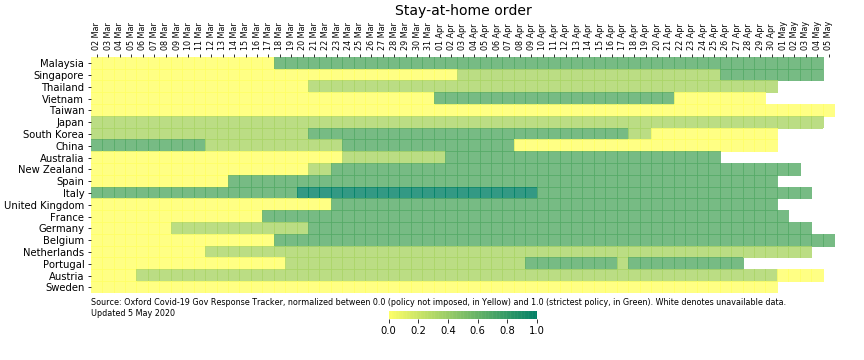 Stay-at-home order
02 Mar 03 Mar 04 Mar 05 Mar 06 Mar 07 Mar 08 Mar 09 Mar 10 Mar 11 Mar 12 Mar 13 Mar 14 Mar 15 Mar 16 Mar 17 Mar 18 Mar 19 Mar 20 Mar 21 Mar 22 Mar 23 Mar 24 Mar 25 Mar 26 Mar 27 Mar 28 Mar 29 Mar 30 Mar 31 Mar 01 Apr 02 Apr 03 Apr 04 Apr 05 Apr 06 Apr 07 Apr 08 Apr 09 Apr 10 Apr 11 Apr 12 Apr 13 Apr 14 Apr 15 Apr 16 Apr 17 Apr 18 Apr 19 Apr 20 Apr 21 Apr 22 Apr 23 Apr 24 Apr 25 Apr 26 Apr 27 Apr 28 Apr 29 Apr 30 Apr 01 May 02 May 03 May 04 May 05 May
Malaysia
Singapore
Thailand
Vietnam
Taiwan
Japan
South Korea
China
Australia
New Zealand
Spain
Italy
United Kingdom
France
Germany
Belgium
Netherlands
Portugal
Austria
Sweden
Source: Oxford Covid-19 Gov Response Tracker, normalized between 0.0 (policy not imposed, in Yellow) and 1.0 (strictest policy, in Green). White denotes unavailable data.
Updated 5 May 2020
0.0 0.2 0.4 0.6 0.8 1.0